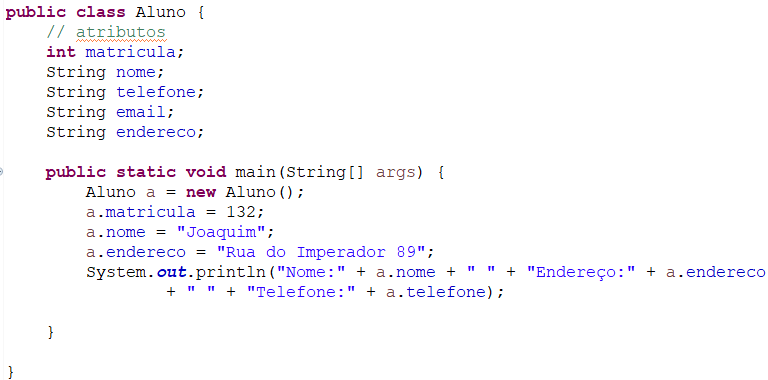 public class Aluno {
    // atributos
    int matricula;
    String nome;
    String telefone;
    String email;
    String endereco;

    public static void main(String[] args) {
        Aluno a = new Aluno();
        a.matricula = 132;
        a.nome = "Joaquim";
        a.endereco = "Rua do Imperador 89";
        System.out.println("Nome:" + a.nome + " " + "Endereço:" + a.endereco
                + " " + "Telefone:" + a.telefone);

    }

}